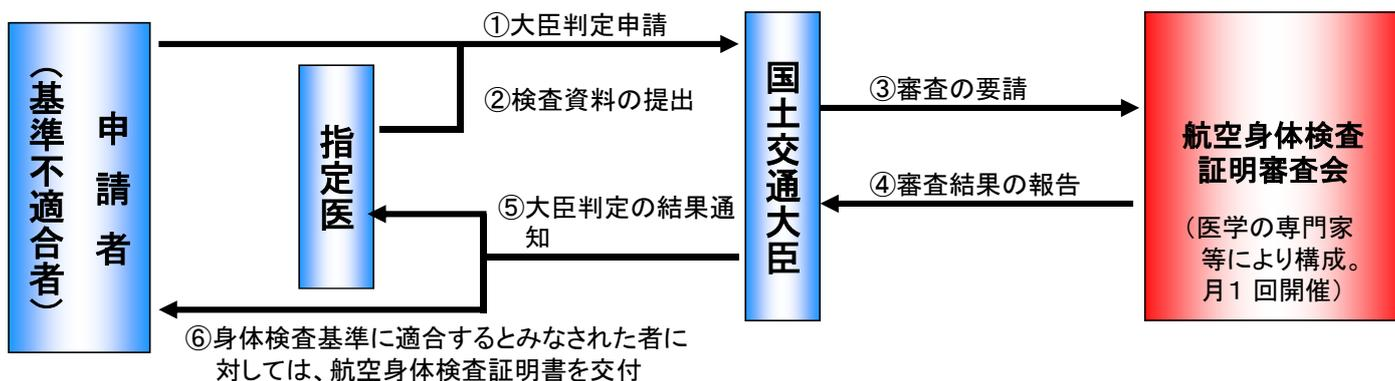 申請者
（基準不適合者）
①大臣判定申請
指定医
②検査資料の提出
国土交通大臣
③審査の要請
航空身体検査
証明審査会
（医学の専門家
等により構成。
月１回開催）
④審査結果の報告
⑤大臣判定の結果通
知
⑥身体検査基準に適合するとみなされた者に
対しては、航空身体検査証明書を交付